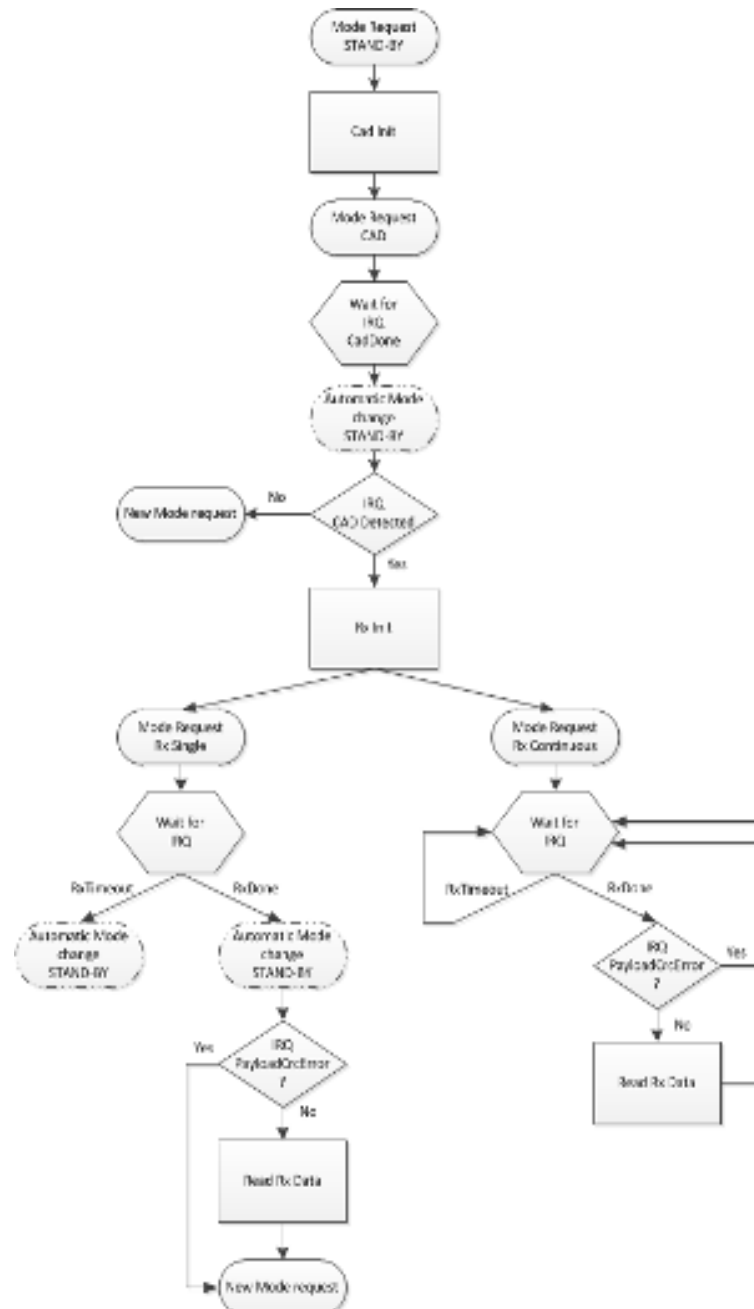 Mode Request
STAND-BY
Cad Init
Mode Request
CAD
Wait for
IRQ
CadDone
Automatic Mode
change
STAND-BY
No
New Mode request
IRQ
CAD Detected
Yes
Rx Init
Mode Request
Rx Single
Mode Request
Rx Continuous
Wait for
IRQ
Wait for
IRQ
RxTimeout
RxDone
RxTimeout
RxDone
Automatic Mode
change
STAND-BY
Automatic Mode
change
STAND-BY
IRQ
PayloadCrcError
?
Yes
No
Yes
IRQ
PayloadCrcError
?
No
Read Rx Data
Read Rx Data
New Mode request